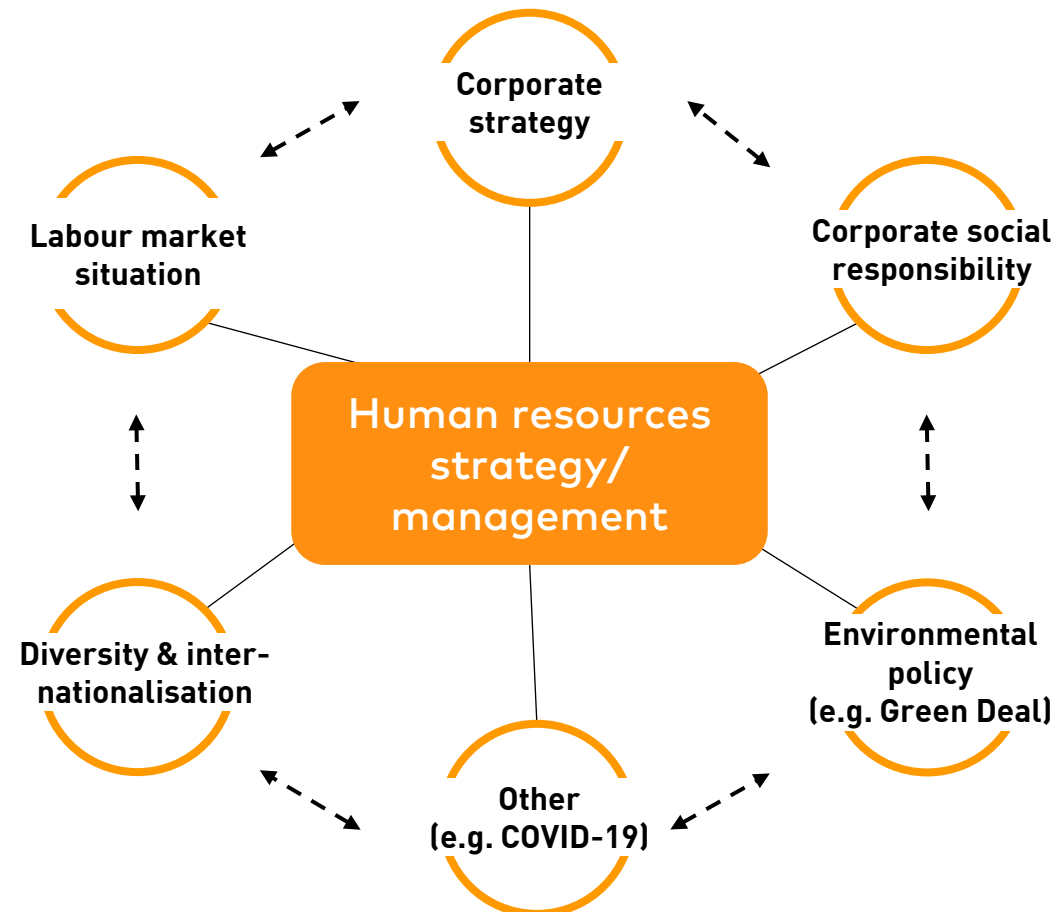 Corporate
strategy
Labour market
situation
Corporate social
responsibility
Human resources
strategy/
management
Diversity & inter-
nationalisation
Environmental
policy
(e.g. Green Deal)
Other
(e.g. COVID-19)